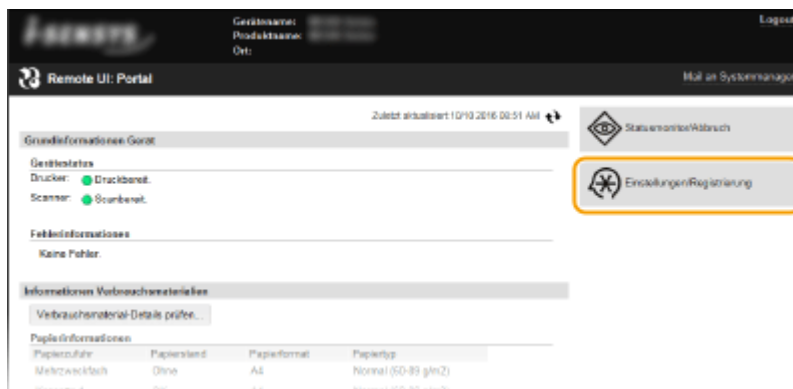 Gerätename:
Produktname:
Ort:
Logout
Remote UI: Portal
Mail an Systemmanager
Zuletzt aktualisiert:10/10 2016 09:51 AM
Grundinformationen Gerät
Gerätestatus
Drucker: Druckbereit.
Scanner: Scanbereit.
Fehlerinformationen
Keine Fehler.
Informationen Verbrauchsmaterialien
Verbrauchsmaterial-Details prüfen...
Papierinformationen
Papierzufuhr Papierstand Papierformat Papiertyp
Mehrzweckfach Ohne A4 Normal (60-89 g/m2)
Statusmonitor/Abbruch
Einstellungen/Registrierung